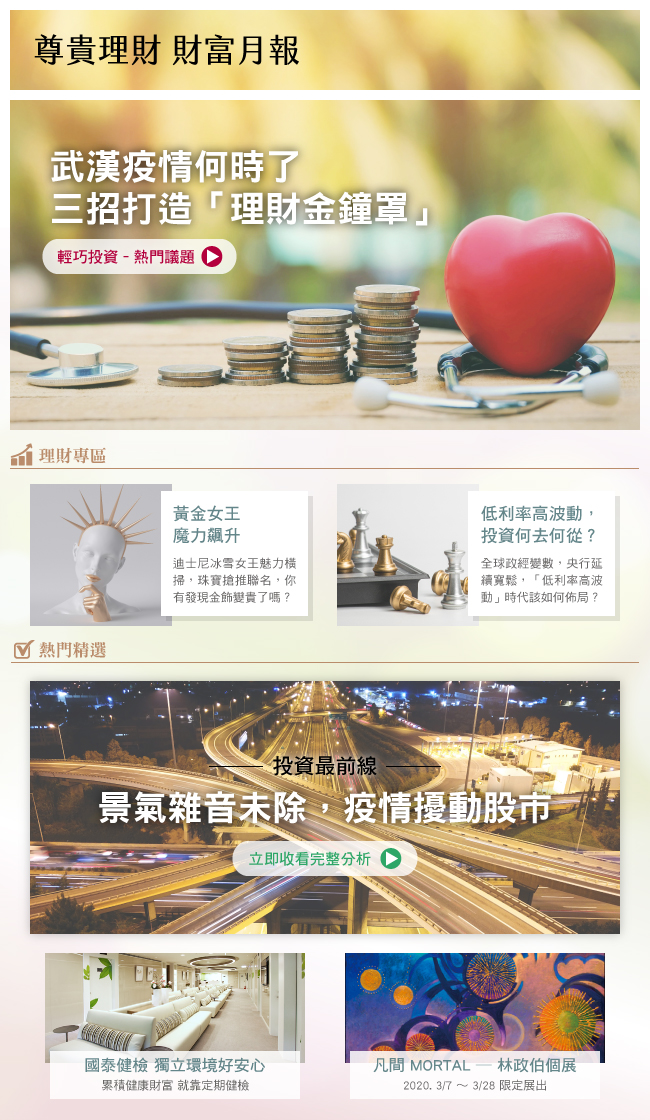 尊貴理財 財富月報
武漢疫情何時了
三招打造「理財金鐘罩」
輕巧投資 - 熱門議題
理財專區
黃金女王
魔力飆升
迪士尼冰雪女王魅力橫
掃，珠寶搶推聯名，你
有發現金飾變貴了嗎？
低利率高波動，
投資何去何從？
全球政經變數，央行延
續寬鬆，「低利率高波
動」時代該如何佈局？
熱門精選
投資最前線
景氣雜音未除，疫情擾動股市
立即收看完整分析
國泰健檢 獨立環境好安心
累積健康財富 就靠定期健檢
凡間 MORTAL — 林政伯個展
2020. 3/7 ～ 3/28 限定展出